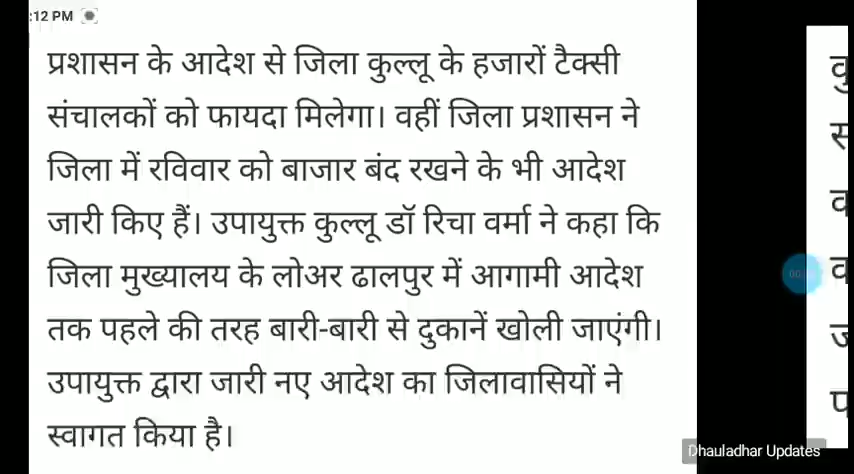 :12 PM
प्रशासन के आदेश से जिला कुल्लू के हजारों टैक्सी
संचालकों को फायदा मिलेगा। वहीं जिला प्रशासन ने
जिला में रविवार को बाजार बंद रखने के भी आदेश
जारी किए हैं। उपायुक्त कुल्लू डॉ रिचा वर्मा ने कहा कि
जिला मुख्यालय के लोअर ढालपुर में आगामी आदेश
तक पहले की तरह बारी-बारी से दुकानें खोली जाएंगी।
उपायुक्त द्वारा जारी नए आदेश का जिलावासियों ने
स्वागत किया है।
Dhauladhar Updates